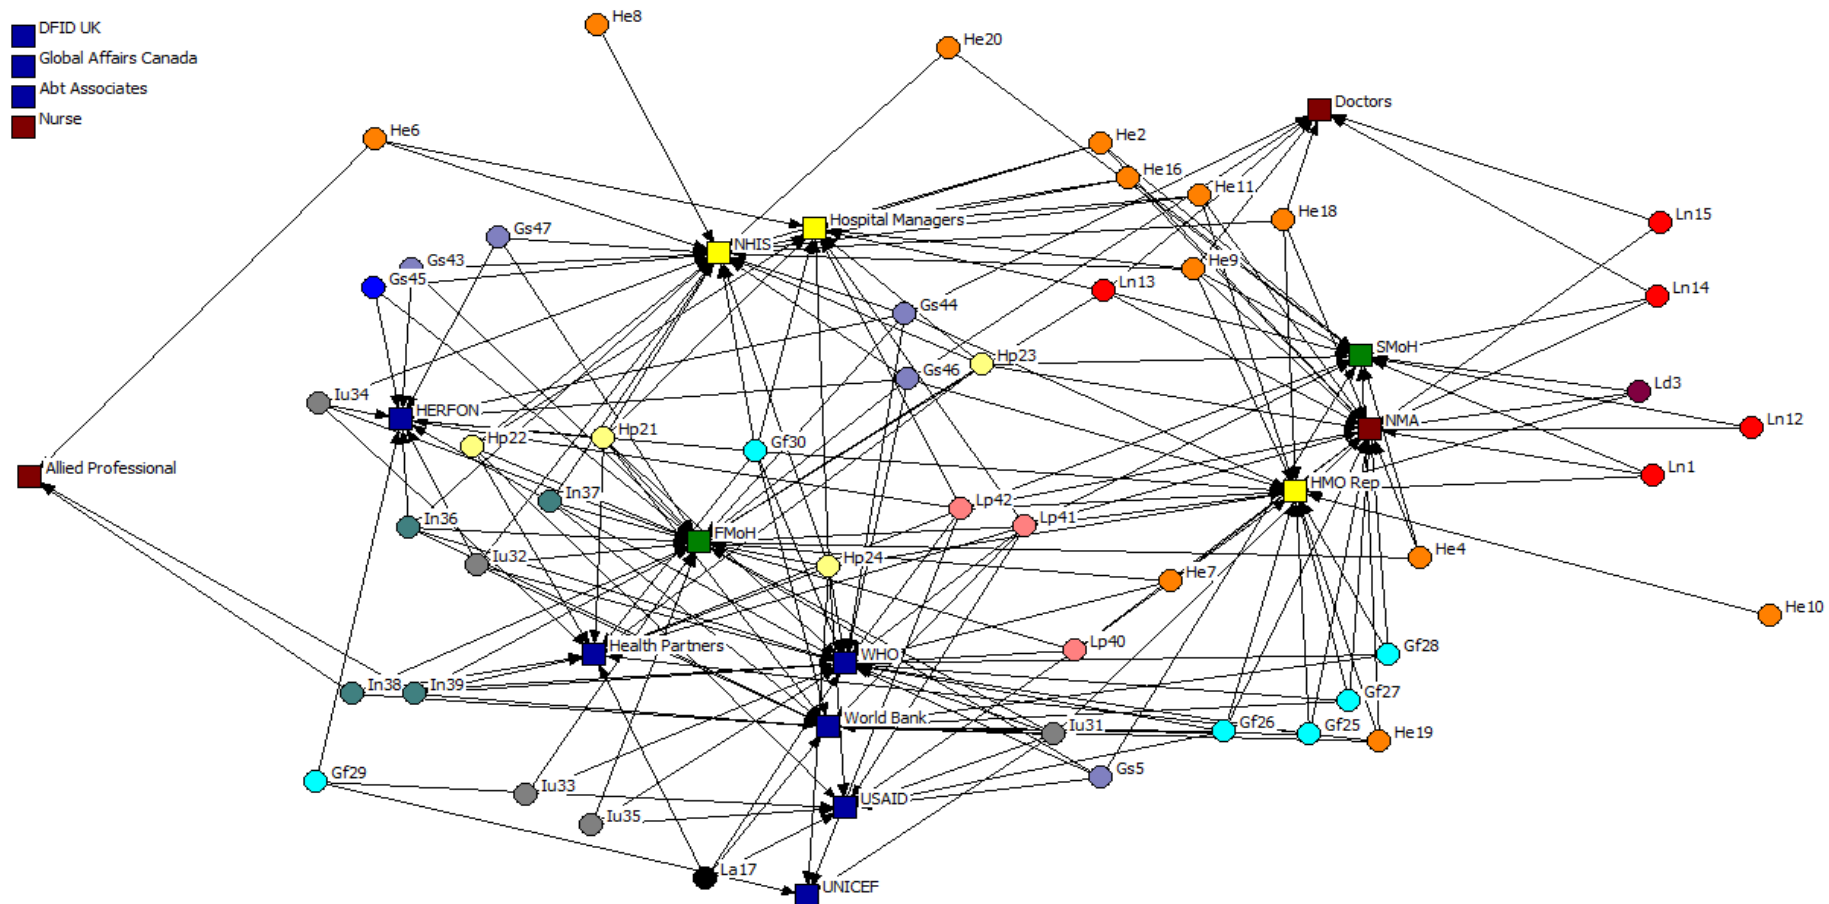 DFID UK
Global Affairs Canada
Abt Associates
Nurse
He8
He20
Doctors
He6
He2
He16
He11
He18
Ln15
Hospital Managers
Gs47
NHIS
Gs43
Gs45
He9
Ln13
Ln14
Gs44
SMoH
Hp23
Gs46
Ld3
Iu34
HERFON
NMA
Ln12
Hp22
Hp21
Gf30
Allied Professional
Ln1
HMO Rep
In37
Lp42
Lp41
In36
FMoH
Iu32
Hp24
He4
He7
He10
Health Partners
WHO
Lp40
Gf28
In38
In39
Gf27
World Bank
Iu31
Gf26
Gf25
He19
Gf29
Iu33
Gs5
USAID
Iu35
La17
UNICEF